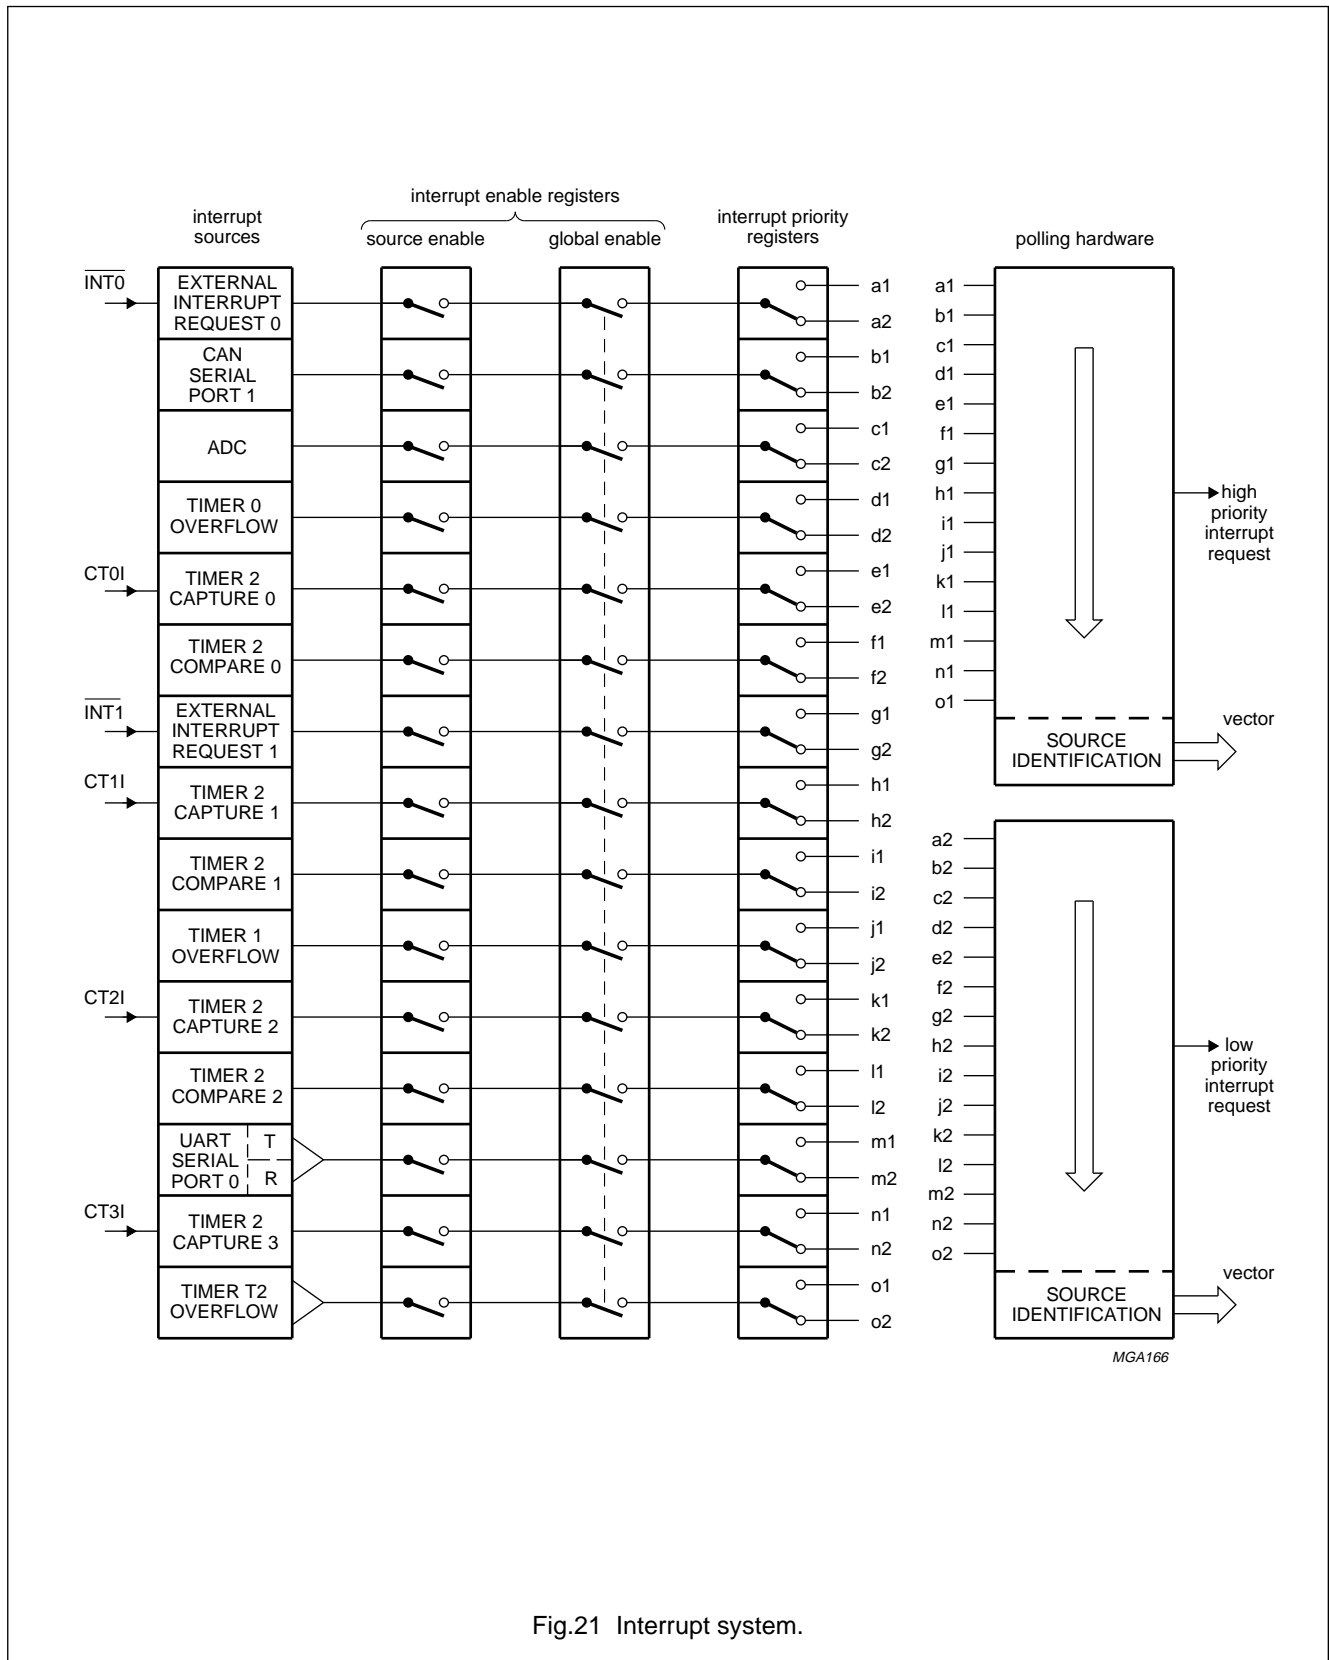 interrupt enable registers
interrupt
sources
source enable
global enable
interrupt priority
registers
polling hardware
INT0
EXTERNAL
INTERRUPT
REQUEST 0
CAN
SERIAL
PORT 1
ADC
TIMER 0
OVERFLOW
CT0I
TIMER 2
CAPTURE 0
TIMER 2
COMPARE 0
INT1
EXTERNAL
INTERRUPT
REQUEST 1
CT1I
TIMER 2
CAPTURE 1
TIMER 2
COMPARE 1
TIMER 1
OVERFLOW
CT2I
TIMER 2
CAPTURE 2
TIMER 2
COMPARE 2
UART
SERIAL
PORT 0
T
R
CT3I
TIMER 2
CAPTURE 3
TIMER T2
OVERFLOW
a1
a2
b1
b2
c1
c2
d1
d2
e1
e2
f1
f2
g1
g2
h1
h2
i1
i2
j1
j2
k1
k2
l1
l2
m1
m2
n1
n2
o1
o2
a1
b1
c1
d1
e1
f1
g1
h1
i1
j1
k1
l1
m1
n1
o1
high
priority
interrupt
request
SOURCE
IDENTIFICATION
vector
a2
b2
c2
d2
e2
f2
g2
h2
i2
j2
k2
l2
m2
n2
o2
low
priority
interrupt
request
SOURCE
IDENTIFICATION
vector
MGA166
Fig.21 Interrupt system.